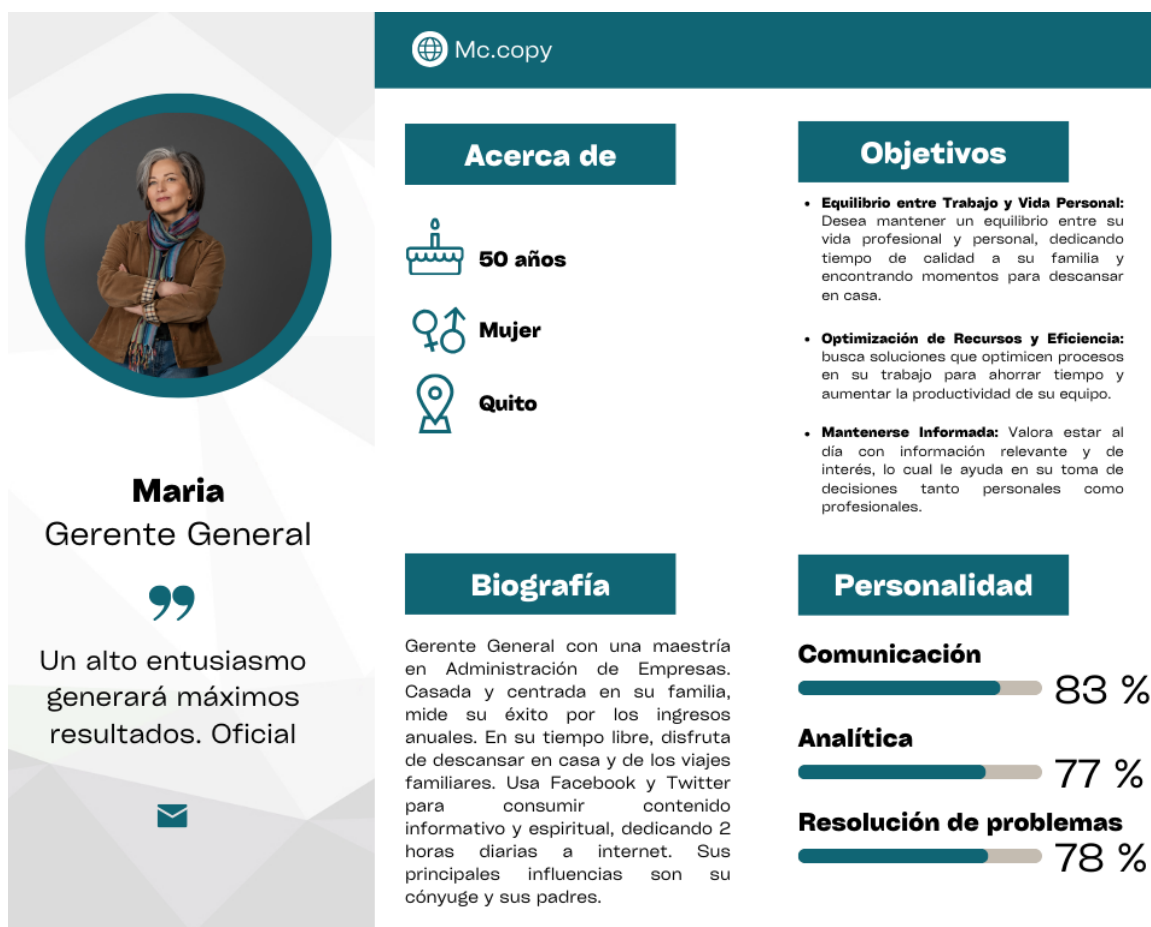 Mc.copy
Maria
Gerente General
Un alto entusiasmo
generará máximos
resultados. Oficial
Acerca de
50 años
Mujer
Quito
Objetivos
• Equilibrio entre Trabajo y Vida Personal:
Desea mantener un equilibrio entre su
vida profesional y personal, dedicando
tiempo de calidad a su familia y
encontrando momentos para descansar
en casa.
• Optimización de Recursos y Eficiencia:
busca soluciones que optimicen procesos
en su trabajo para ahorrar tiempo y
aumentar la productividad de su equipo.
• Mantenerse Informada: Valora estar al
día con información relevante y de
interés, lo cual le ayuda en su toma de
decisiones tanto personales como
profesionales.
Biografía
Gerente General con una maestría
en Administración de Empresas.
Casada y centrada en su familia,
mide su éxito por los ingresos
anuales. En su tiempo libre, disfruta
de descansar en casa y de los viajes
familiares. Usa Facebook y Twitter
para consumir contenido
informativo y espiritual, dedicando 2
horas diarias a internet. Sus
principales influencias son su
cónyuge y sus padres.
Personalidad
Comunicación
83 %
Analítica
77 %
Resolución de problemas
78 %